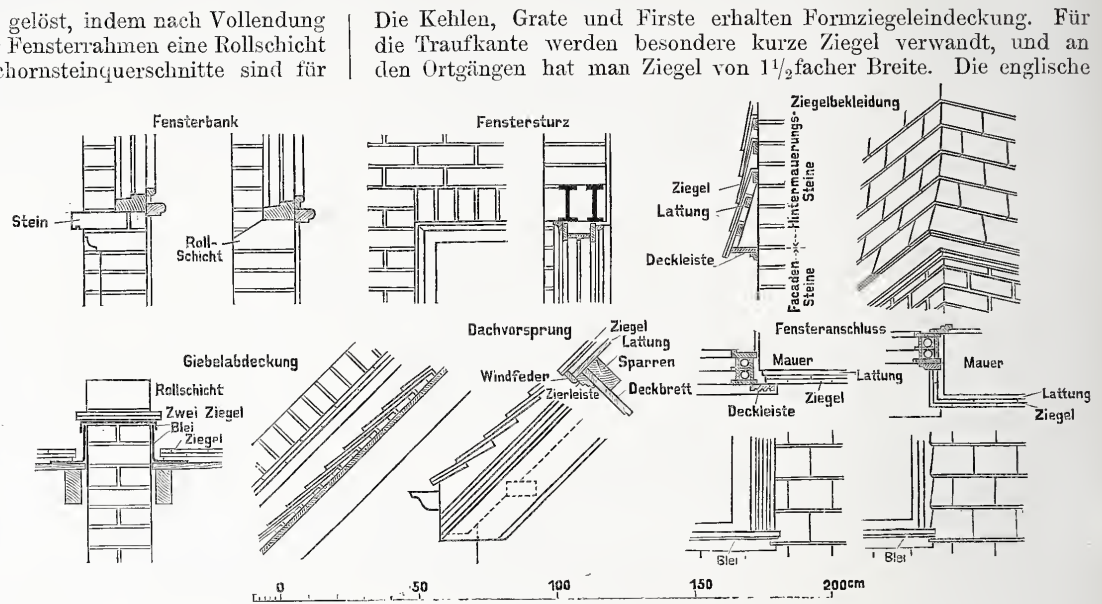 gelöst, indem nach Vollendung
Fensterrahmen eine Rollschicht
chornsteinquerschnitte sind für
Die Kehlen, Grate und Firste erhalten Formziegeleindeckung. Für
die Traufkante werden besondere kurze Ziegel verwandt, und an
den Ortgängen hat man Ziegel von 1½facher Breite. Die englische
Fensterbank
Stein
Roll-
Schicht
Fenstersturz
Ziegelbekleidung
Ziegel
Lattung
Deckleiste
Facaden
Steine
Hintermauerungs-
Steine
Giebelabdeckung
Rollschicht
Zwei Ziegel
Blei
Ziegel
Dachvorsprung
Ziegel
Lattung
Sparren
Windfeder
Zierleiste
Deckbrett
Fensteranschluss
Mauer
Lattung
Ziegel
Deckleiste
Mauer
Lattung
Ziegel
Blei
Blei
0 50 100 150 200cm